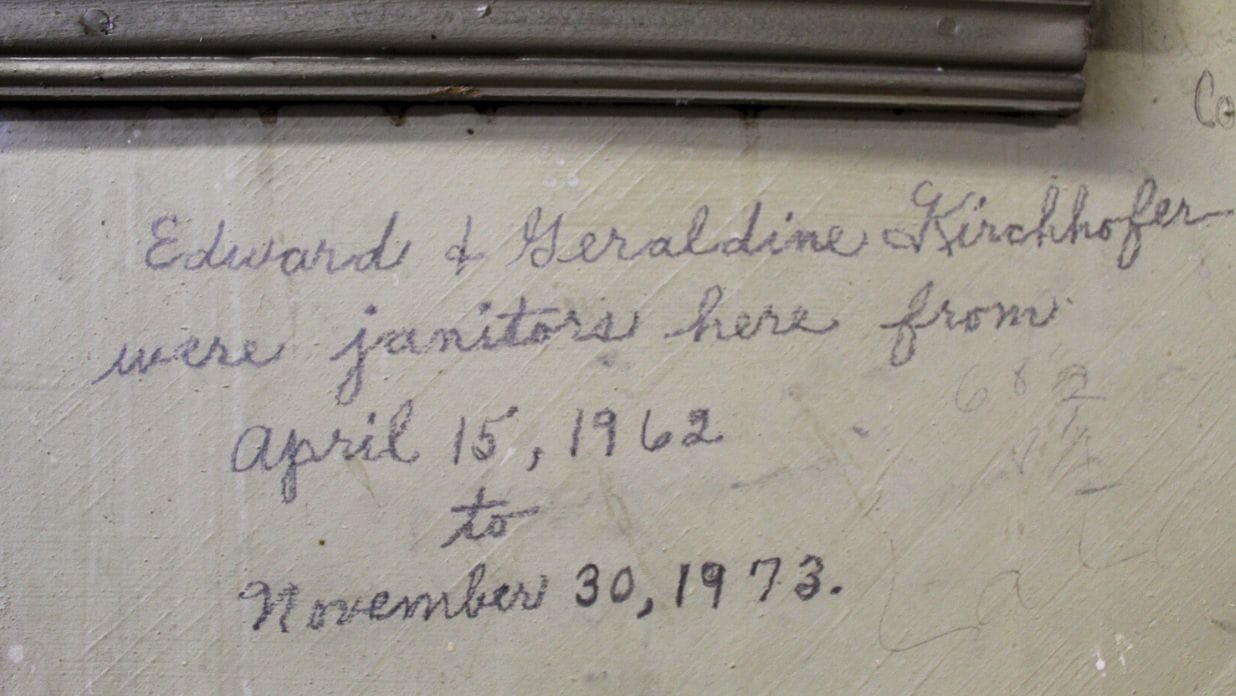 Edward & Geraldine Kirchhofer
were janitors here from
April 15, 1962
to
November 30, 1973.